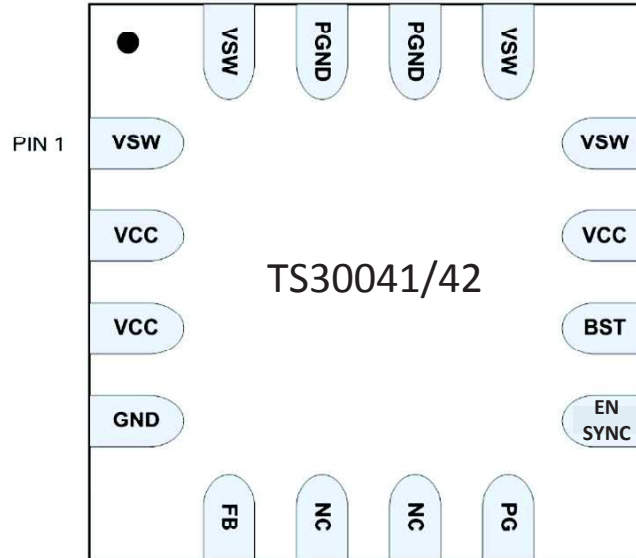 VSW
PGND
PGND
VSW
PIN 1
VSW
VSW
VCC
VCC
TS30041/42
VCC
BST
GND
EN
SYNC
FB
NC
NC
PG